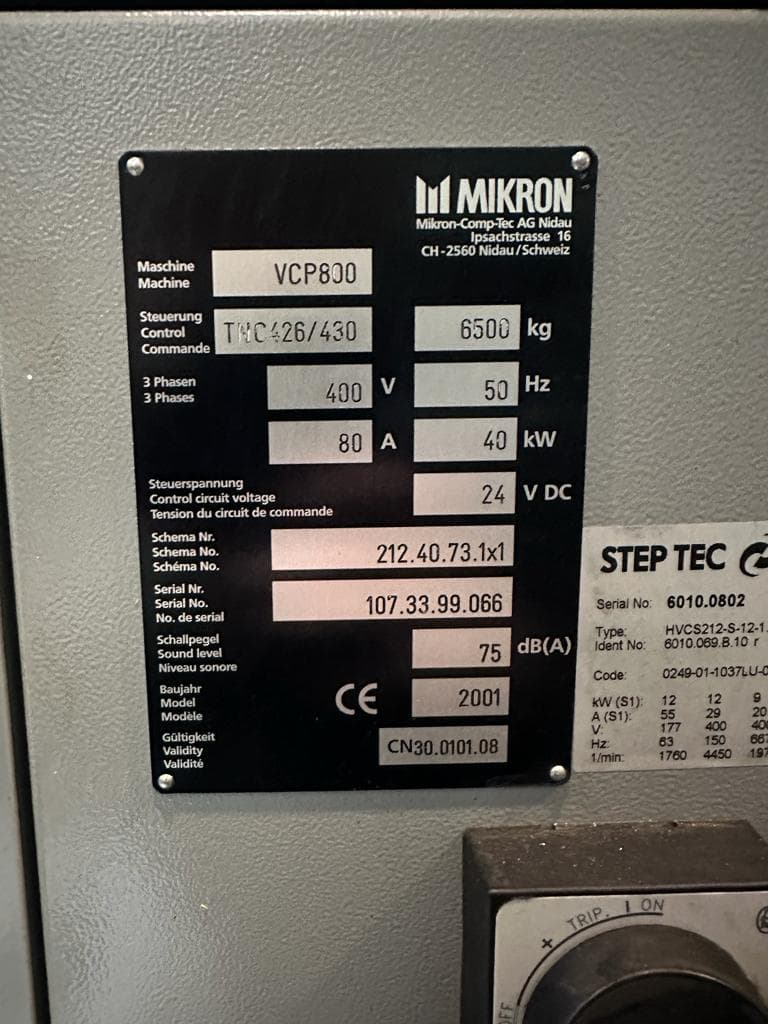 MIKRON
Mikron-Comp-Tec AG Nidau
Ipsachstrasse 16
CH-2560 Nidau/Schweiz
Maschine
Machine
VCP800
Steuerung
Control
Commande
TNC426/430
6500 kg
3 Phasen
3 Phases
400 V
50 Hz
80 A
40 kW
Steuerspannung
Control circuit voltage
Tension du circuit de commande
24 V DC
Schema Nr.
Schema No.
Schéma No.
212.40.73.1x1
Serial Nr.
Serial No.
No. de serial
107.33.99.066
Schallpegel
Sound level
Niveau sonore
75 dB(A)
Baujahr
Model
Modèle
CE
2001
Gültigkeit
Validity
Validité
CN30.0101.08
STEP TEC
Serial No: 6010.0802
Type: HVCS212-S-12-1.
Ident No: 6010.069.B.10 r
Code: 0249-01-1037LU-0
kW (S1): 12 12 9
A (S1): 55 29 20
V: 177 400 400
Hz: 63 150 667
1/min: 1760 4450 197
+ TRIP. I ON
OFF